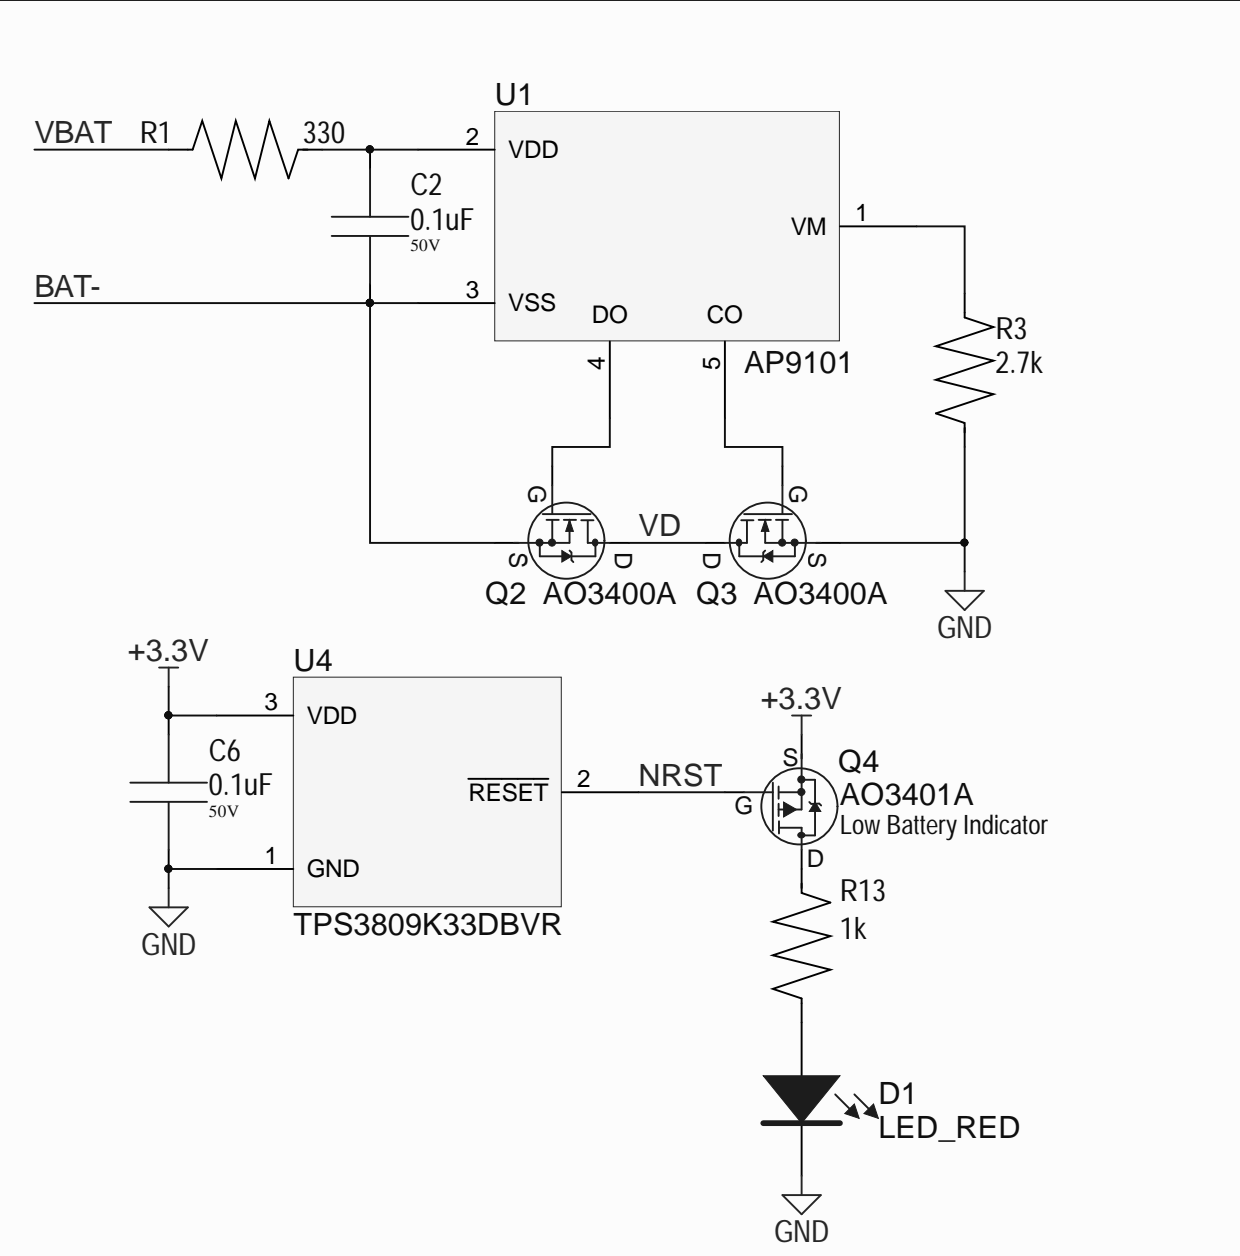 U1
VBAT R1 330 2 VDD
C2
0.1uF
50V
VM 1
BAT- 3 VSS
DO CO
R3
2.7k
4 5 AP9101
G G
VD
S D D S
Q2 AO3400A Q3 AO3400A
GND
+3.3V
U4
3 VDD
C6
0.1uF
50V
RESET 2 NRST
1 GND
TPS3809K33DBVR
GND
+3.3V
S Q4
G AO3401A
Low Battery Indicator
D
R13
1k
D1
LED_RED
GND